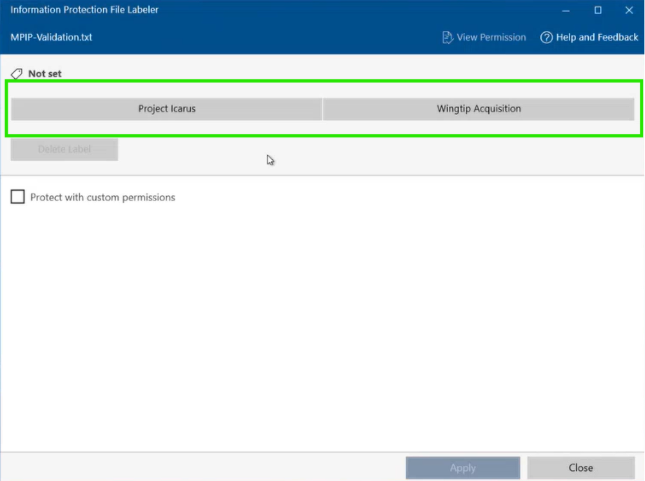 Information Protection File Labeler
MPIP-Validation.txt View Permission Help and Feedback
Not set
Project Icarus Wingtip Acquisition
Delete Label
Protect with custom permissions
Apply Close